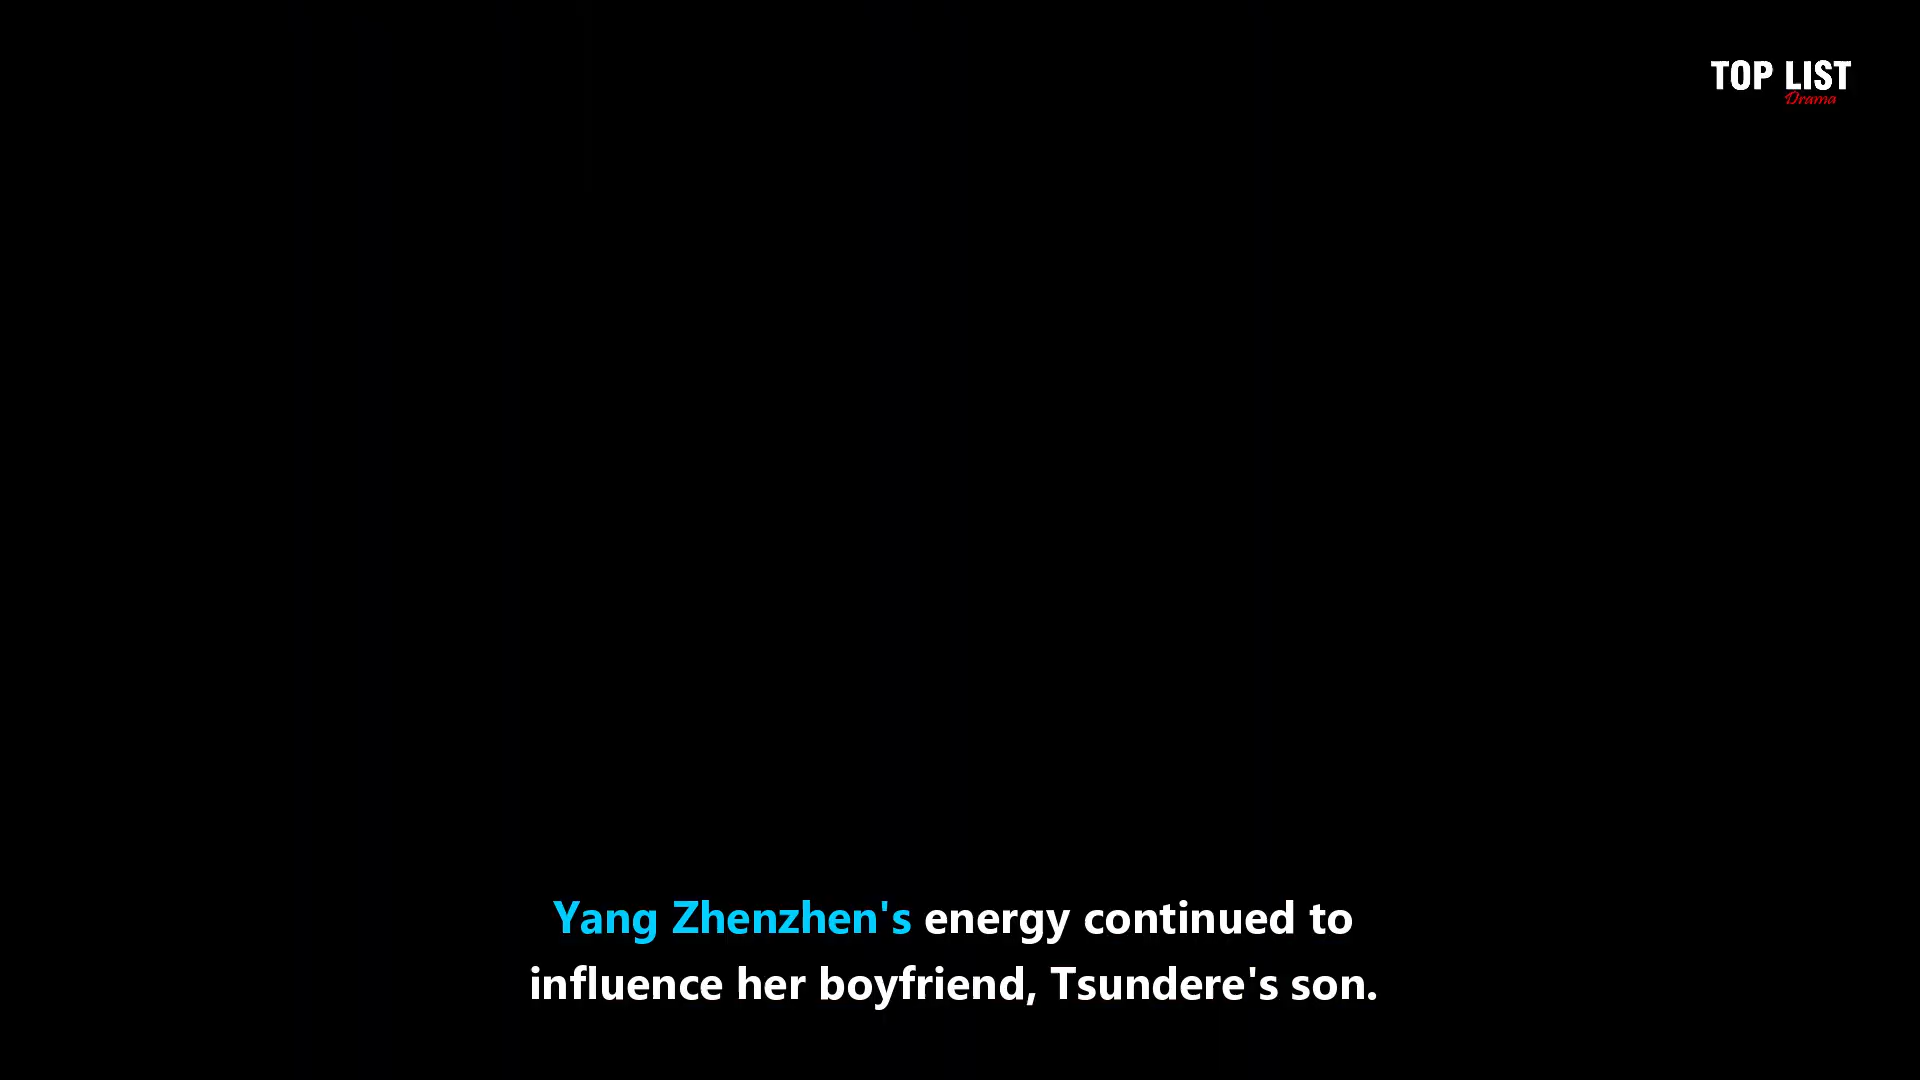 TOP LIST
Drama
Yang Zhenzhen's energy continued to
influence her boyfriend, Tsundere's son.